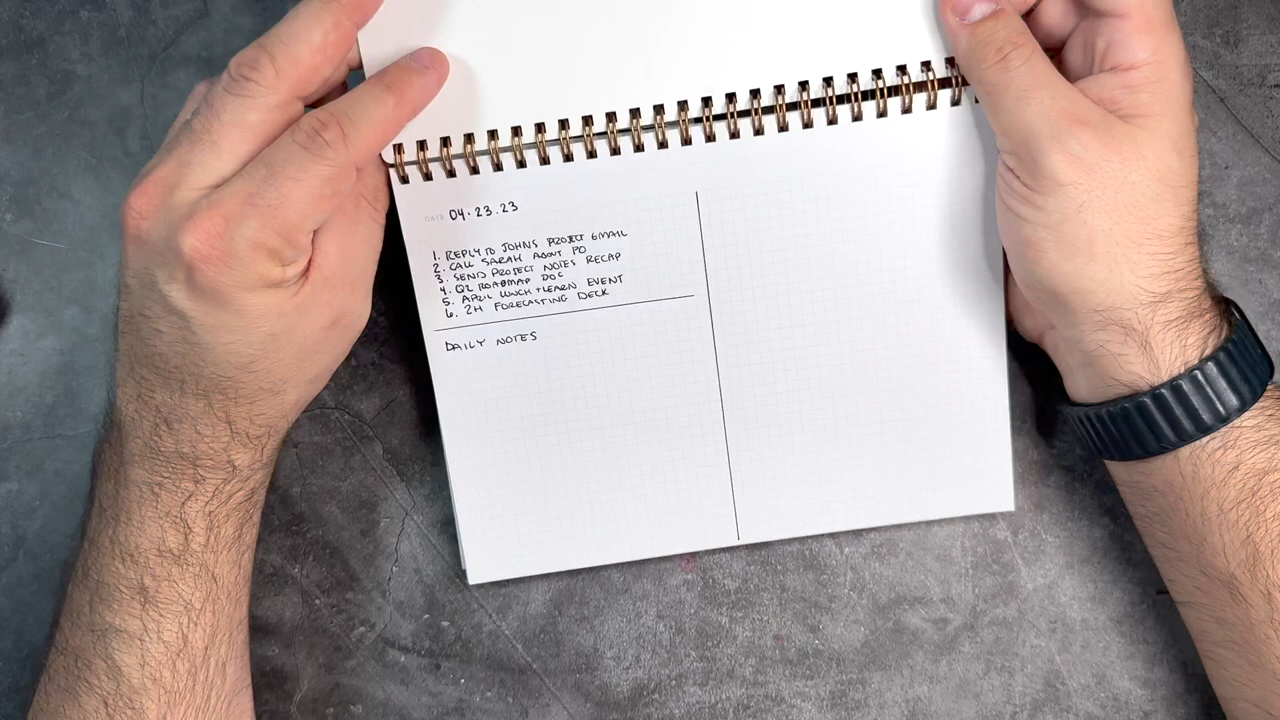 DATE 04.23.23
1. REPLY TO JOHNS PROJECT EMAIL
2. CALL SARAH ABOUT PO
3. SEND PROJECT NOTES RECAP
4. Q2 ROADMAP DOC
5. APRIL LUNCH + LEARN EVENT
6. 2H FORECASTING DECK
DAILY NOTES